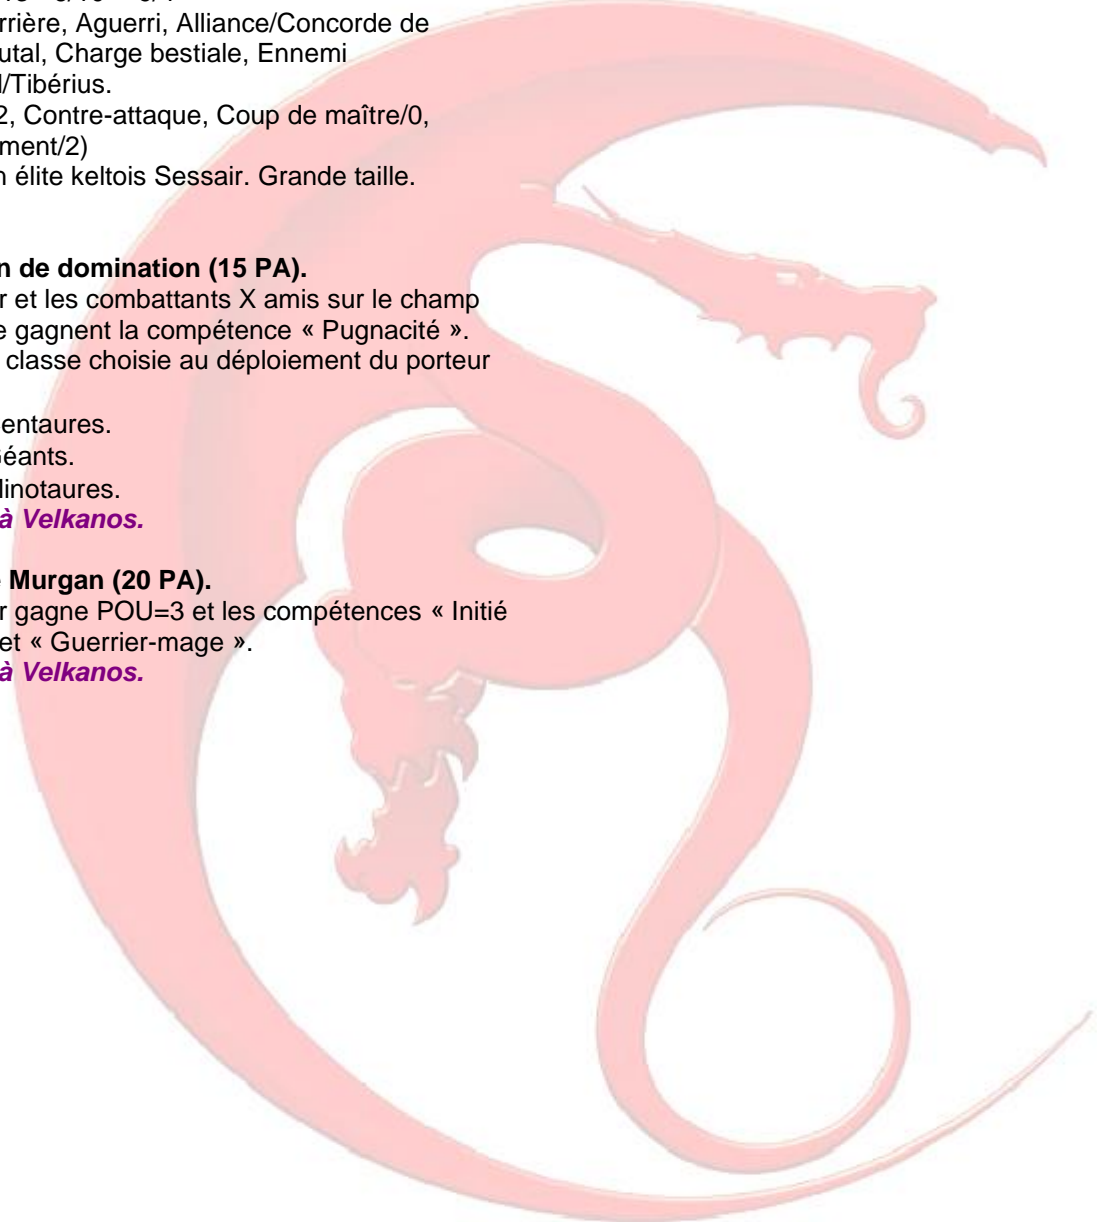 rrière, Aguerri, Alliance/Concorde de
utal, Charge bestiale, Ennemi
/Tibérius.
2, Contre-attaque, Coup de maître/0,
ment/2)
n élite keltois Sessair. Grande taille.
n de domination (15 PA).
r et les combattants X amis sur le champ
e gagnent la compétence « Pugnacité ».
classe choisie au déploiement du porteur
entaures.
Géants.
linotaures.
à Velkanos.
e Murgan (20 PA).
r gagne POU=3 et les compétences « Initié
et « Guerrier-mage ».
à Velkanos.